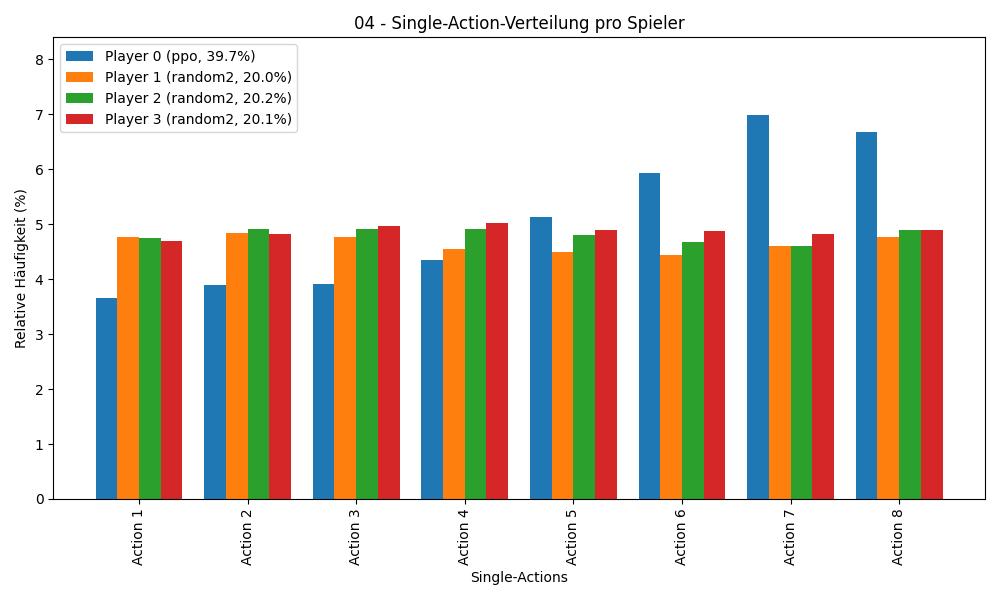 04 - Single-Action-Verteilung pro Spieler
Player 0 (ppo, 39.7%)
Player 1 (random2, 20.0%)
Player 2 (random2, 20.2%)
Player 3 (random2, 20.1%)
Relative Häufigkeit (%)
8
7
6
5
4
3
2
1
0
Action 1
Action 2
Action 3
Action 4
Action 5
Action 6
Action 7
Action 8
Single-Actions